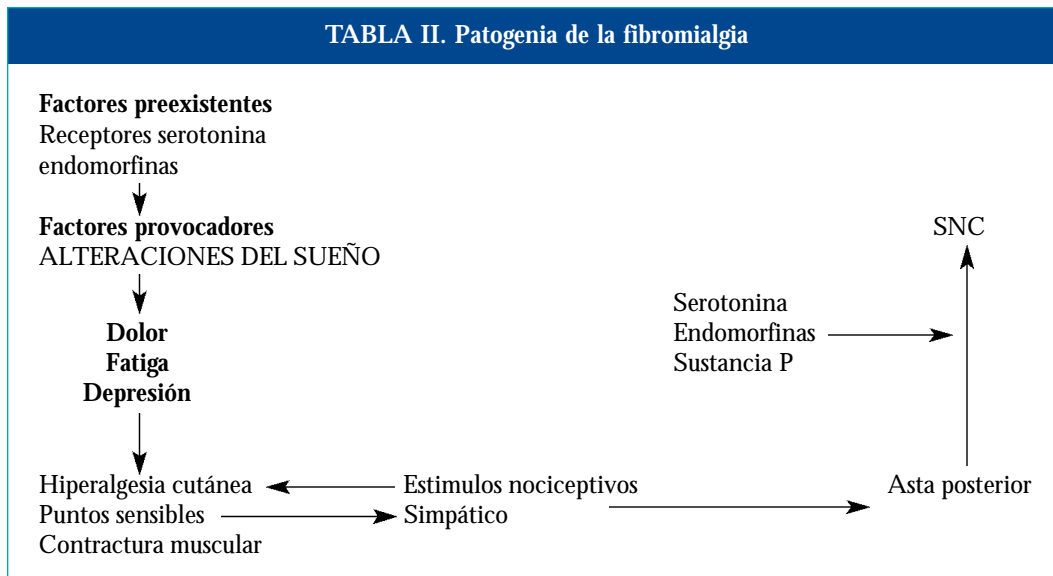 TABLA II. Patogenia de la fibromialgia
Factores preexistentes
Receptores serotonina
endomorfinas
Factores provocadores
ALTERACIONES DEL SUEÑO
SNC
Serotonina
Endomorfinas
Sustancia P
Dolor
Fatiga
Depresión
Hiperalgesia cutánea
Puntos sensibles
Contractura muscular
Estimulos nociceptivos
Simpático
Asta posterior